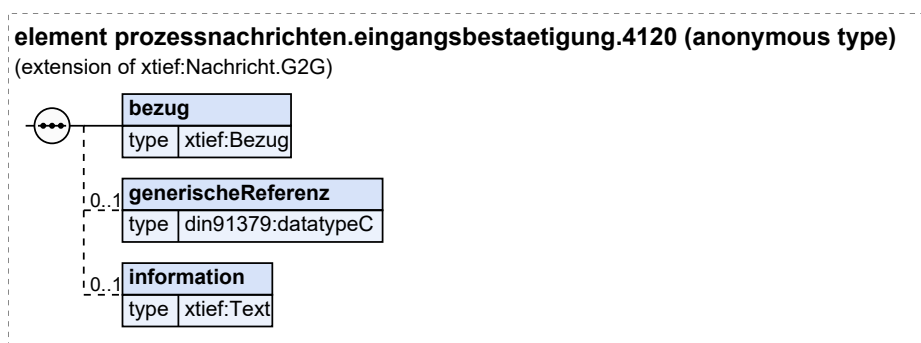 element prozessnachrichten.eingangsbestaetigung.4120 (anonymous type)
(extension of xtief:Nachricht.G2G)
bezug
type xtief:Bezug
0..1 generischeReferenz
type din91379:datatypeC
0..1 information
type xtief:Text